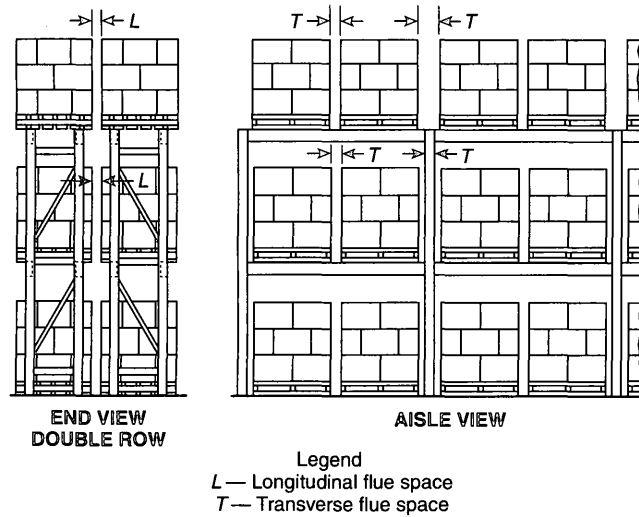 L
T
T
T
L
END VIEW
DOUBLE ROW
AISLE VIEW
Legend
L — Longitudinal flue space
T — Transverse flue space